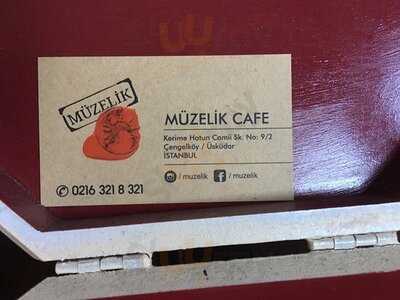 MÜZELİK
MÜZELİK CAFE
Kerime Hatun Camii Sk. No: 9/2
Çengelköy / Üsküdar
İSTANBUL
/ muzelik / muzelik
0216 321 8 321